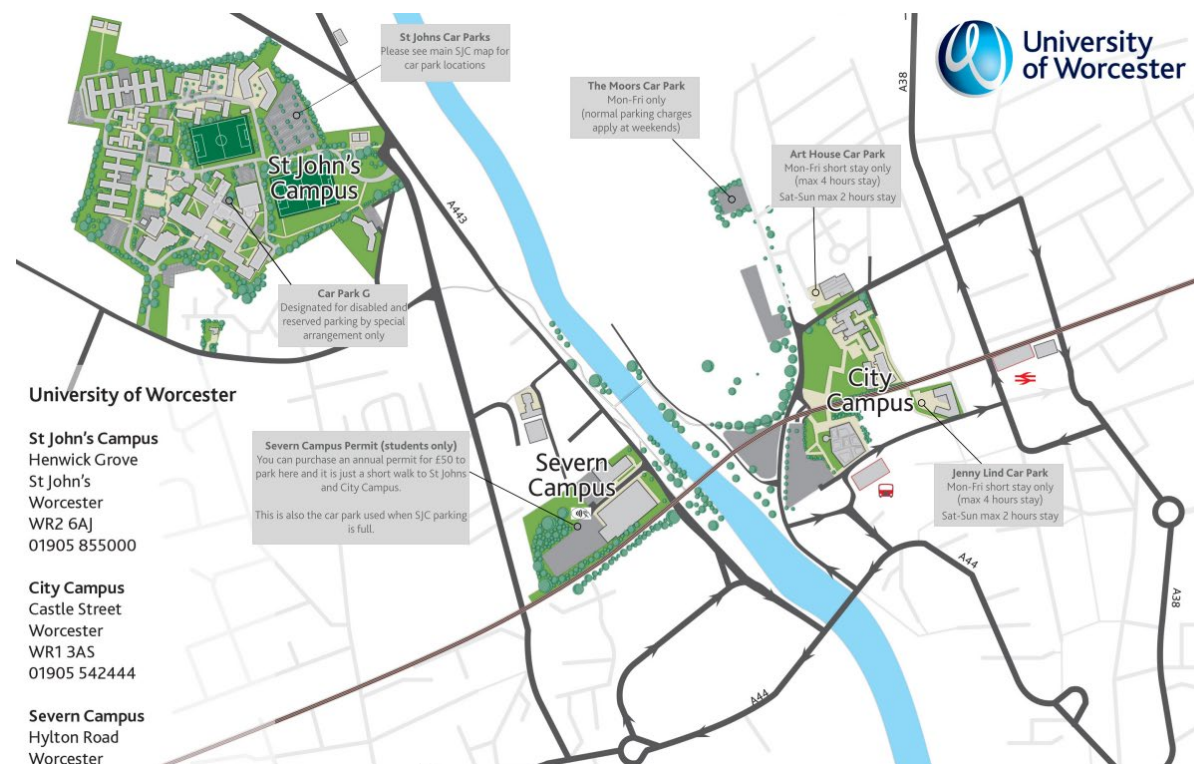 St Johns Car Parks
Please see main SJC map for
car park locations
University
of Worcester
A38
The Moors Car Park
Mon-Fri only
(normal parking charges
apply at weekends)
Art House Car Park
Mon-Fri short stay only
(max 4 hours stay)
Sat-Sun max 2 hours stay
St John's
Campus
A443
Car Park G
Designated for disabled and
reserved parking by special
arrangement only
City
Campus
University of Worcester
St John's Campus
Henwick Grove
St John's
Worcester
WR2 6AJ
01905 855000
City Campus
Castle Street
Worcester
WR1 3AS
01905 542444
Severn Campus
Hylton Road
Worcester
Severn Campus Permit (students only)
You can purchase an annual permit for £50 to
park here and it is just a short walk to St Johns
and City Campus.
This is also the car park used when SJC parking
is full.
Severn
Campus
Jenny Lind Car Park
Mon-Fri short stay only
(max 4 hours stay)
Sat-Sun max 2 hours stay
A44
A38
A44